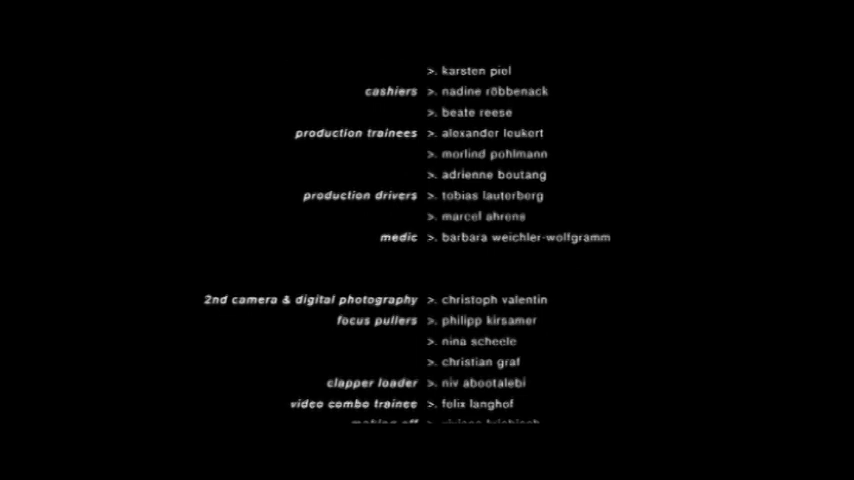 >. karsten piel
cashiers >. nadine röbbenack
>. beate reese
production trainees >. alexander leukert
>. morlind pohlmann
>. adrienne boutang
production drivers >. tobias lauterberg
>. marcel ahrens
medic >. barbara weichler-wolfgramm
2nd camera & digital photography >. christoph valentin
focus pullers >. philipp kirsamer
>. nina scheele
>. christian graf
clapper loader >. niv abootalebi
video combo trainee >. felix langhof
making off >.